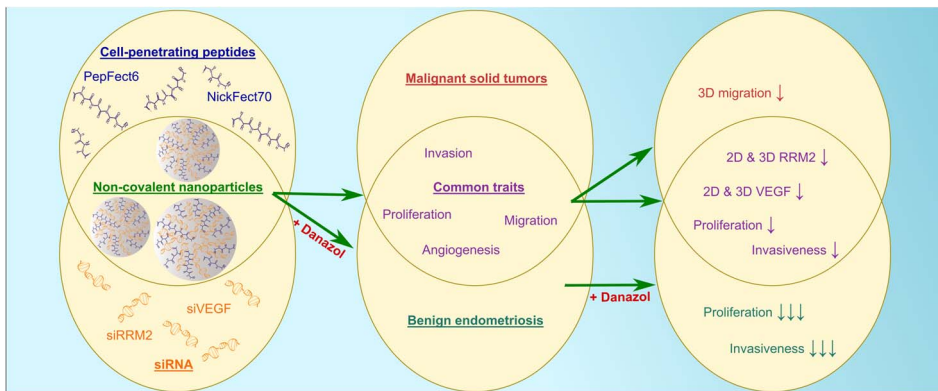 Cell-penetrating peptides
PepFect6
NickFect70
Non-covalent nanoparticles
siVEGF
siRRM2
siRNA
+ Danazol
Malignant solid tumors
Invasion
Common traits
Proliferation
Migration
Angiogenesis
Benign endometriosis
+ Danazol
3D migration ↓
2D & 3D RRM2 ↓
2D & 3D VEGF ↓
Proliferation ↓
Invasiveness ↓
Proliferation ↓↓↓
Invasiveness ↓↓↓